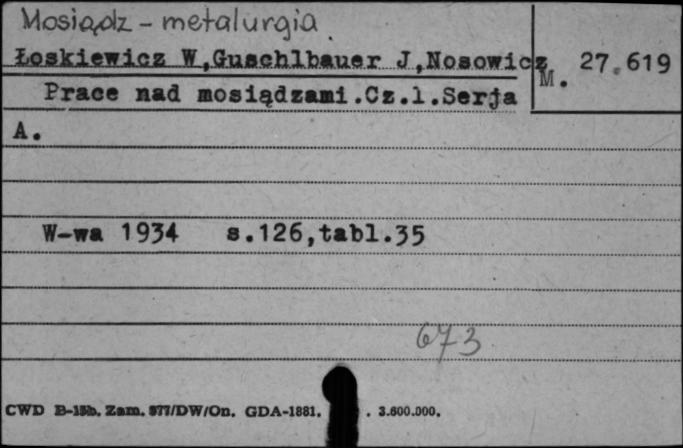 Mosiądz - metalurgia
Łoskiewicz W,Guschlbauer J,Nosowicz M. 27.619
Prace nad mosiądzami.Cz.1.Serja
A.
W-wa 1934 s.126,tabl.35
673
CWD B-15b. Zam. 877/DW/On. GDA-1881. . 3.600.000.